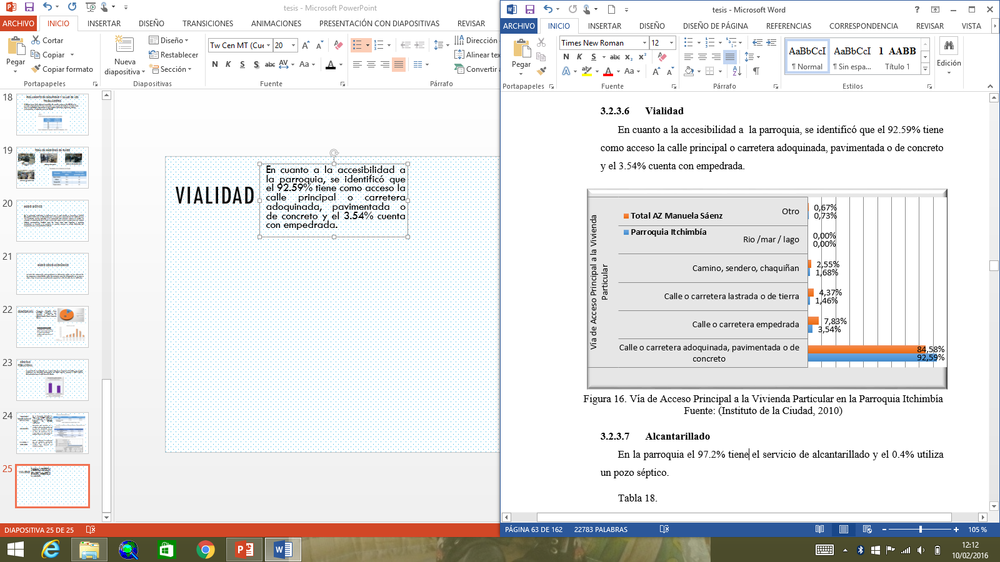 tesis - Microsoft PowerPoint
ARCHIVO
INICIO
INSERTAR
DISEÑO
TRANSICIONES
ANIMACIONES
PRESENTACIÓN CON DIAPOSITIVAS
REVISAR
Pegar
Cortar
Copiar
Copiar formato
Portapapeles
Nueva
diapositiva
Diseño
Restablecer
Sección
Diapositivas
Tw Cen MT (Cue
20
N K S S abc AV Aa A
Fuente
Dirección
Alinear tex
Convertir a
Párrafo
18
19
20
21
22
23
24
25
VIALIDAD
En cuanto a la accesibilidad a
la parroquia, se identificó que
el 92.59% tiene como acceso la
calle principal o carretera
adoquinada, pavimentada o
de concreto y el 3.54% cuenta
con empedrada.
DIAPOSITIVA 25 DE 25
tesis - Microsoft Word
ARCHIVO
INICIO
INSERTAR
DISEÑO
DISEÑO DE PÁGINA
REFERENCIAS
CORRESPONDENCIA
REVISAR
VISTA
Pegar
Portapapeles
Times New Roman
12
N K S abc x₂ x²
Fuente
Párrafo
AaBbCcI
AaBbCcI
1 AABB
¶ Normal
¶ Sin espa...
Título 1
Estilos
Edición
3.2.3.6 Vialidad
En cuanto a la accesibilidad a la parroquia, se identificó que el 92.59% tiene
como acceso la calle principal o carretera adoquinada, pavimentada o de concreto
y el 3.54% cuenta con empedrada.
Vía de Acceso Principal a la Vivienda
Particular
Total AZ Manuela Sáenz
Parroquia Itchimbía
Otro
0,67%
0,73%
Rio /mar / lago
0,00%
0,00%
Camino, sendero, chaquiñan
2,55%
1,68%
Calle o carretera lastrada o de tierra
4,37%
1,46%
Calle o carretera empedrada
7,83%
3,54%
Calle o carretera adoquinada, pavimentada o de
concreto
84,58%
92,59%
Figura 16. Vía de Acceso Principal a la Vivienda Particular en la Parroquia Itchimbía
Fuente: (Instituto de la Ciudad, 2010)
3.2.3.7 Alcantarillado
En la parroquia el 97.2% tiene el servicio de alcantarillado y el 0.4% utiliza
un pozo séptico.
Tabla 18.
PÁGINA 63 DE 162
22783 PALABRAS
105 %
12:12
10/02/2016